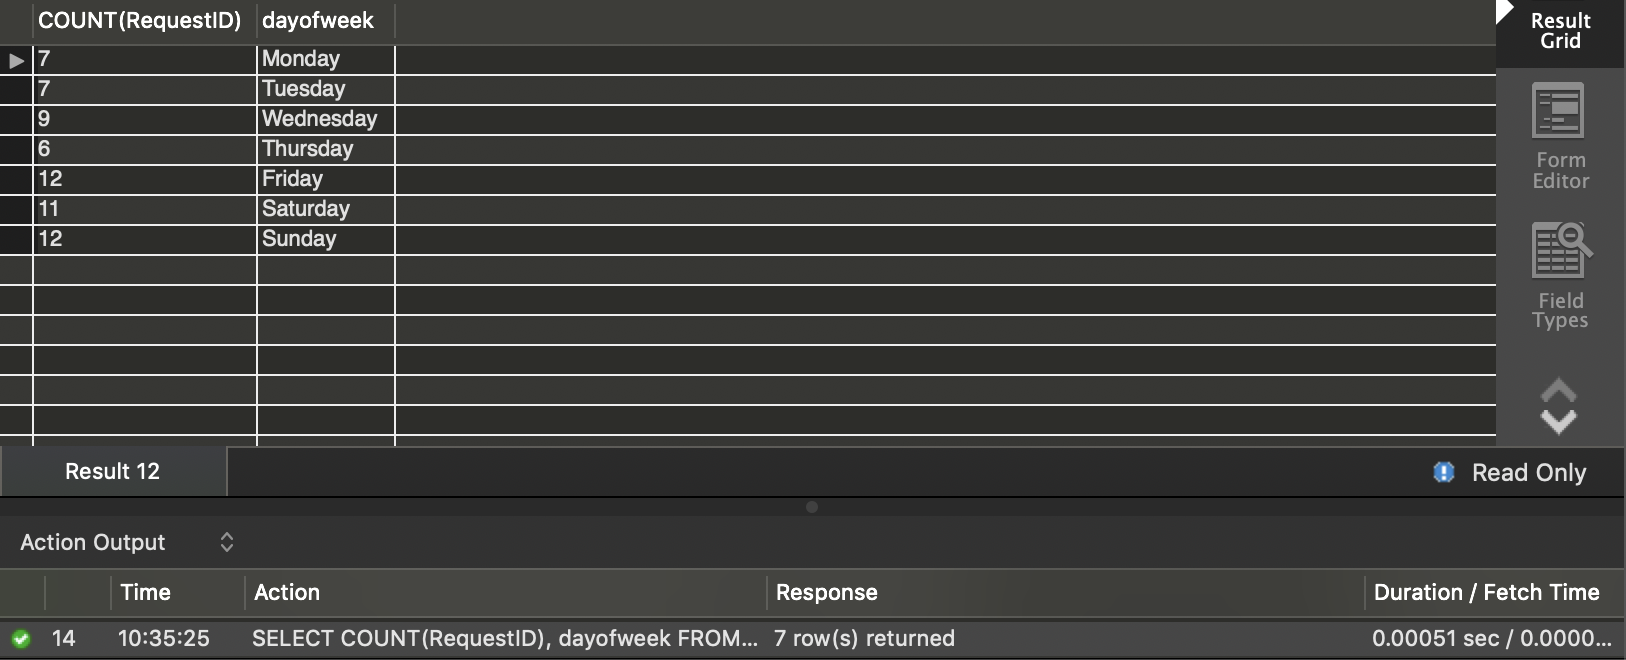 COUNT(RequestID) dayofweek
7 Monday
7 Tuesday
9 Wednesday
6 Thursday
12 Friday
11 Saturday
12 Sunday
Result
Grid
Form
Editor
Field
Types
Result 12
Read Only
Action Output
Time Action Response Duration / Fetch Time
14 10:35:25 SELECT COUNT(RequestID), dayofweek FROM... 7 row(s) returned 0.00051 sec / 0.0000...